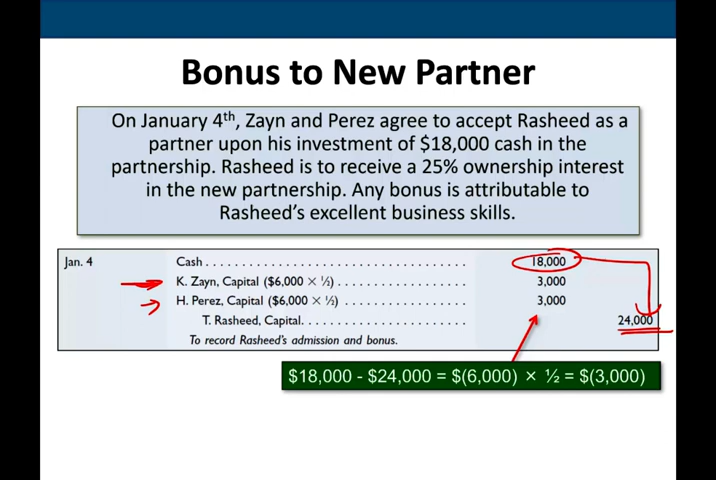 Bonus to New Partner
On January 4th, Zayn and Perez agree to accept Rasheed as a
partner upon his investment of $18,000 cash in the
partnership. Rasheed is to receive a 25% ownership interest
in the new partnership. Any bonus is attributable to
Rasheed's excellent business skills.
Jan. 4 Cash . . . . . . . . . . . . . . . . . . . . . . . . . . . . . . . . . . . . 18,000
K. Zayn, Capital ($6,000 × ½) . . . . . . . . . . . . . . . . . . 3,000
H. Perez, Capital ($6,000 × ½) . . . . . . . . . . . . . . . . . 3,000
T. Rasheed, Capital. . . . . . . . . . . . . . . . . . . . . . . 24,000
To record Rasheed's admission and bonus.
$18,000 - $24,000 = $(6,000) × ½ = $(3,000)